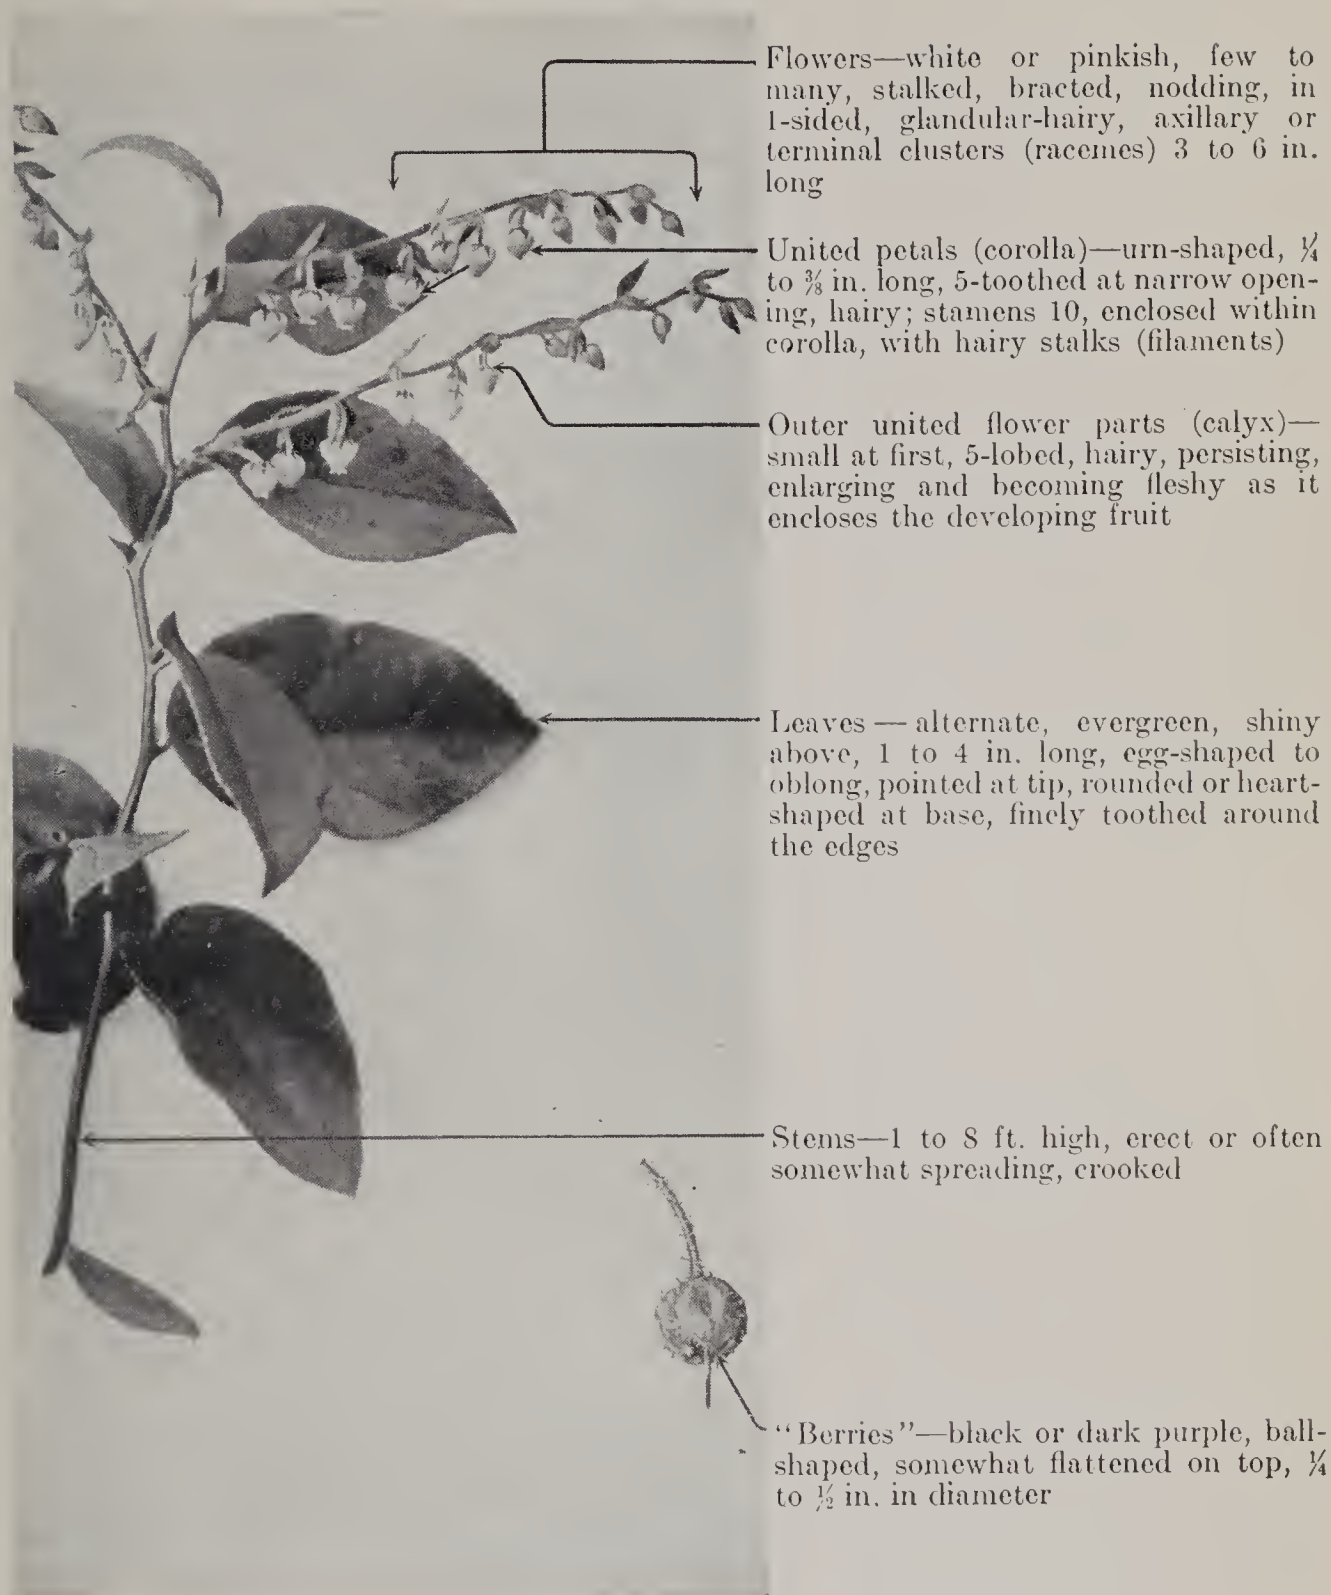 Flowers—white or pinkish, few to
many, stalked, bracted, nodding, in
1-sided, glandular-hairy, axillary or
terminal clusters (racemes) 3 to 6 in.
long
United petals (corolla)—urn-shaped, ¼
to ⅜ in. long, 5-toothed at narrow open-
ing, hairy; stamens 10, enclosed within
corolla, with hairy stalks (filaments)
Outer united flower parts (calyx)—
small at first, 5-lobed, hairy, persisting,
enlarging and becoming fleshy as it
encloses the developing fruit
Leaves — alternate, evergreen, shiny
above, 1 to 4 in. long, egg-shaped to
oblong, pointed at tip, rounded or heart-
shaped at base, finely toothed around
the edges
Stems—1 to 8 ft. high, erect or often
somewhat spreading, crooked
“Berries”—black or dark purple, ball-
shaped, somewhat flattened on top, ¼
to ½ in. in diameter